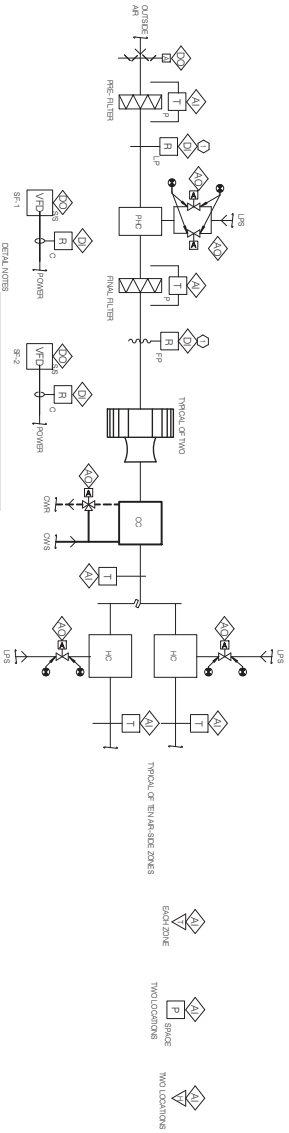 OUTSIDE
AIR
A
DO
PRE- FILTER
T
P
AI
R
LP
DI
1
PHC
AO
A
A
AO
LPS
FINAL FILTER
T
P
AI
R
FP
DI
1
TYPICAL OF TWO
CC
AO
A
CWR
CWS
T
AI
HC
AO
A
LPS
T
AI
HC
AO
A
LPS
T
AI
TYPICAL OF TEN AIR-SIDE ZONES
VFD
DO
SS
SF-1
R
DI
C
POWER
VFD
DO
SS
SF-2
R
DI
C
POWER
DETAIL NOTES
T
AI
EACH ZONE
P
AI
SPACE
TWO LOCATIONS
H
AI
TWO LOCATIONS